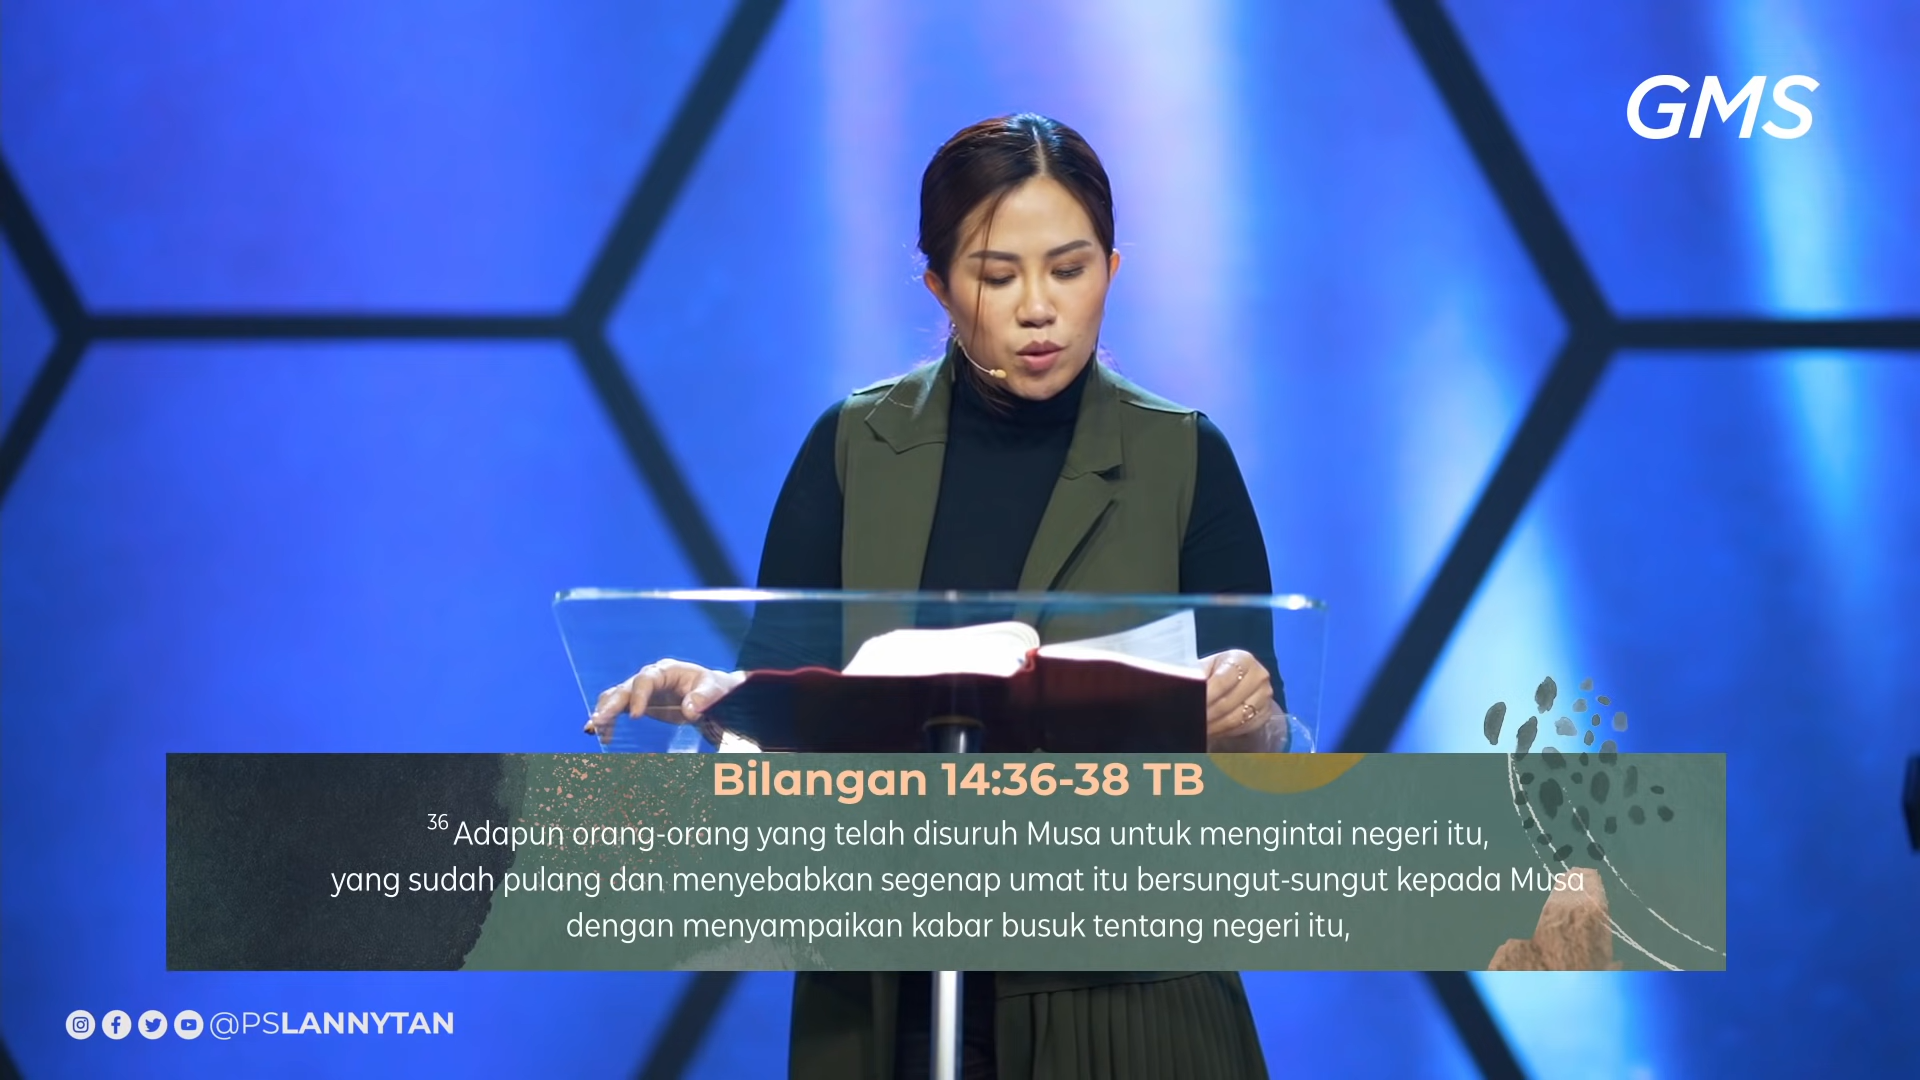 GMS
Bilangan 14:36-38 TB
36 Adapun orang-orang yang telah disuruh Musa untuk mengintai negeri itu,
yang sudah pulang dan menyebabkan segenap umat itu bersungut-sungut kepada Musa
dengan menyampaikan kabar busuk tentang negeri itu,
@PSLANNYTAN